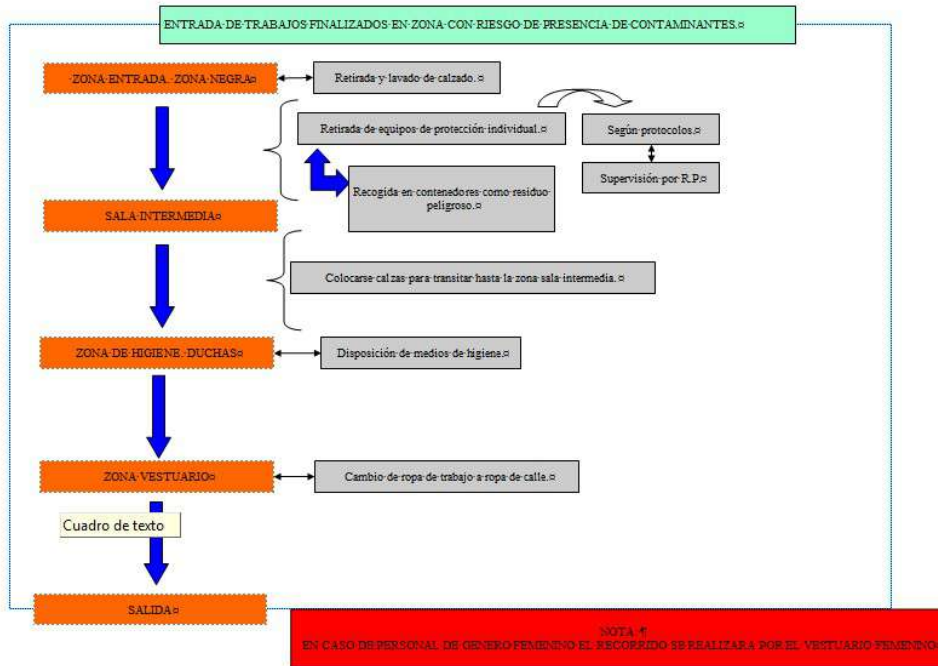 ENTRADA DE TRABAJOS FINALIZADOS EN ZONA CON RIESGO DE PRESENCIA DE CONTAMINANTES.¤
ZONA ENTRADA. ZONA NEGRA¤
Retirada y lavado de calzado.¤
Retirada de equipos de protección individual.¤
Según protocolos.¤
Supervisión por R.P.¤
Recogida en contenedores como residuo
peligroso.¤
SALA INTERMEDIA¤
Colocarse calzas para transitar hasta la zona sala intermedia.¤
ZONA DE HIGIENE. DUCHAS¤
Disposición de medios de higiene.¤
ZONA VESTUARIO¤
Cambio de ropa de trabajo a ropa de calle.¤
Cuadro de texto
SALIDA¤
NOTA: ¶
EN CASO DE PERSONAL DE GENERO FEMENINO EL RECORRIDO SE REALIZARA POR EL VESTUARIO FEMENINO